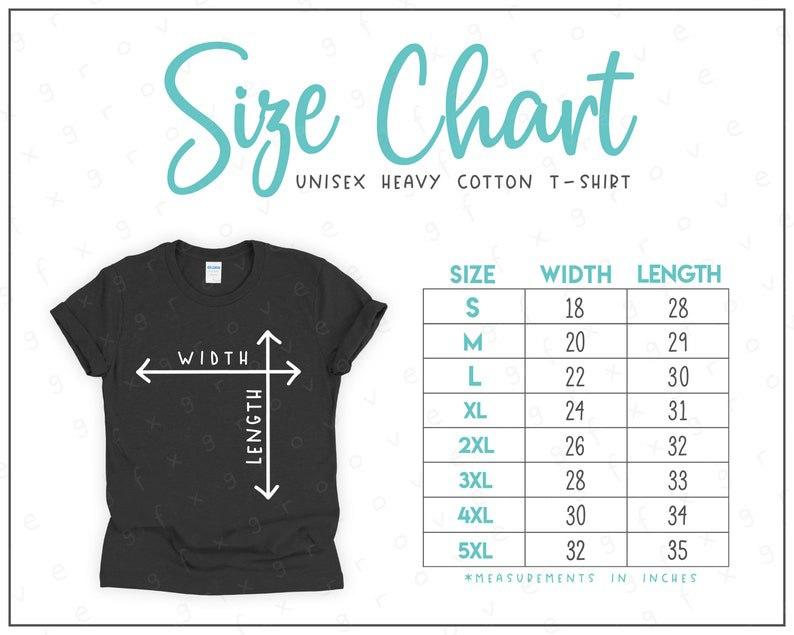 Size Chart
UNISEX HEAVY COTTON T-SHIRT
WIDTH
LENGTH
SIZE WIDTH LENGTH
S 18 28
M 20 29
L 22 30
XL 24 31
2XL 26 32
3XL 28 33
4XL 30 34
5XL 32 35
*MEASUREMENTS IN INCHES